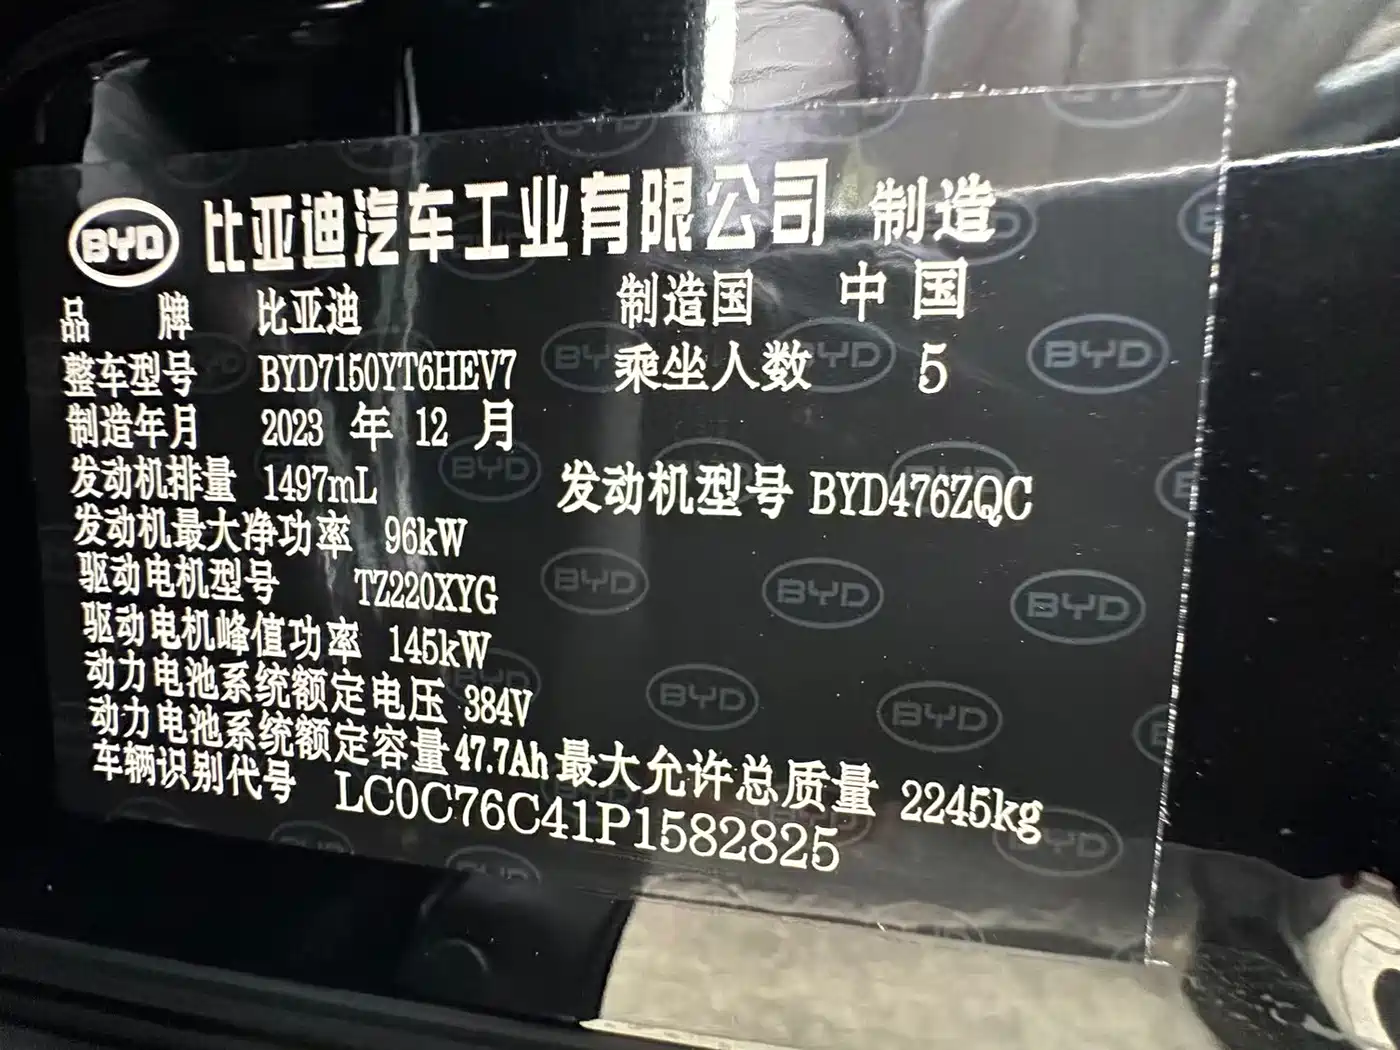 BYD 比亚迪汽车工业有限公司 制造
品牌 比亚迪 制造国 中国
整车型号 BYD7150YT6HEV7 乘坐人数 5
制造年月 2023 年 12 月
发动机排量 1497mL 发动机型号 BYD476ZQC
发动机最大净功率 96kW
驱动电机型号 TZ220XYG
驱动电机峰值功率 145kW
动力电池系统额定电压 384V
动力电池系统额定容量 47.7Ah 最大允许总质量 2245kg
车辆识别代号 LC0C76C41P1582825